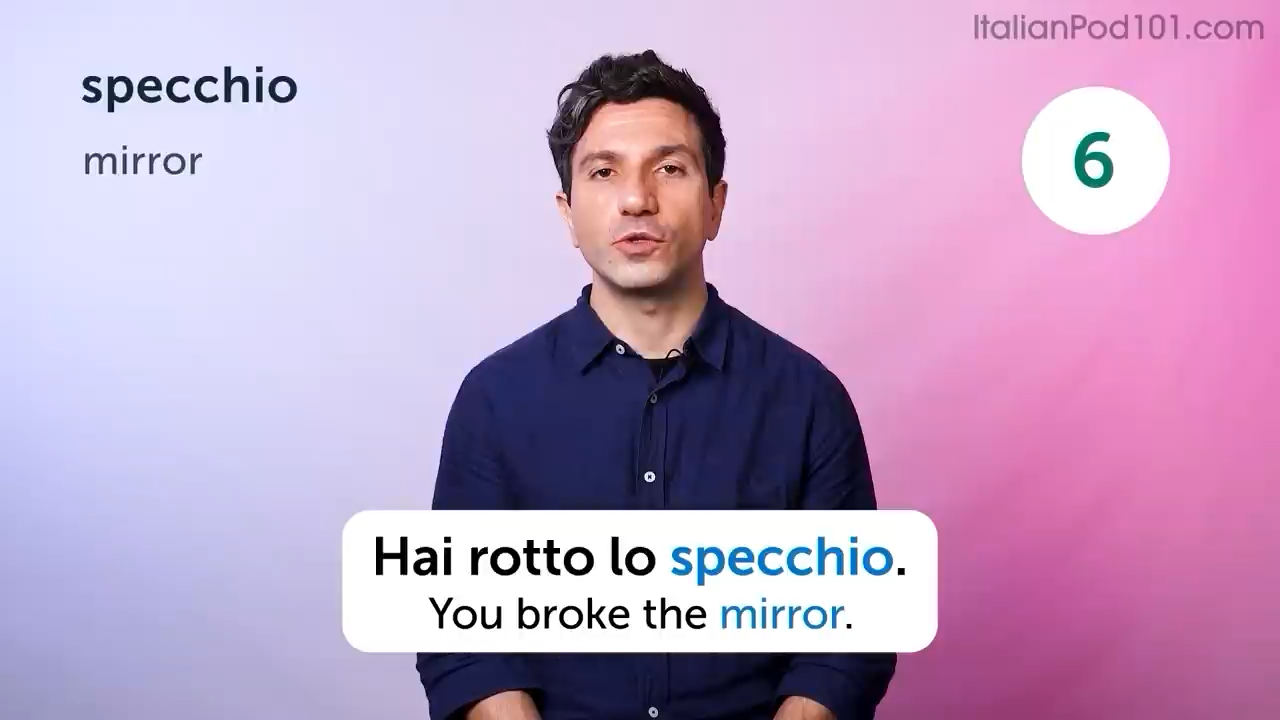 ItalianPod101.com
specchio
mirror
6
Hai rotto lo specchio.
You broke the mirror.